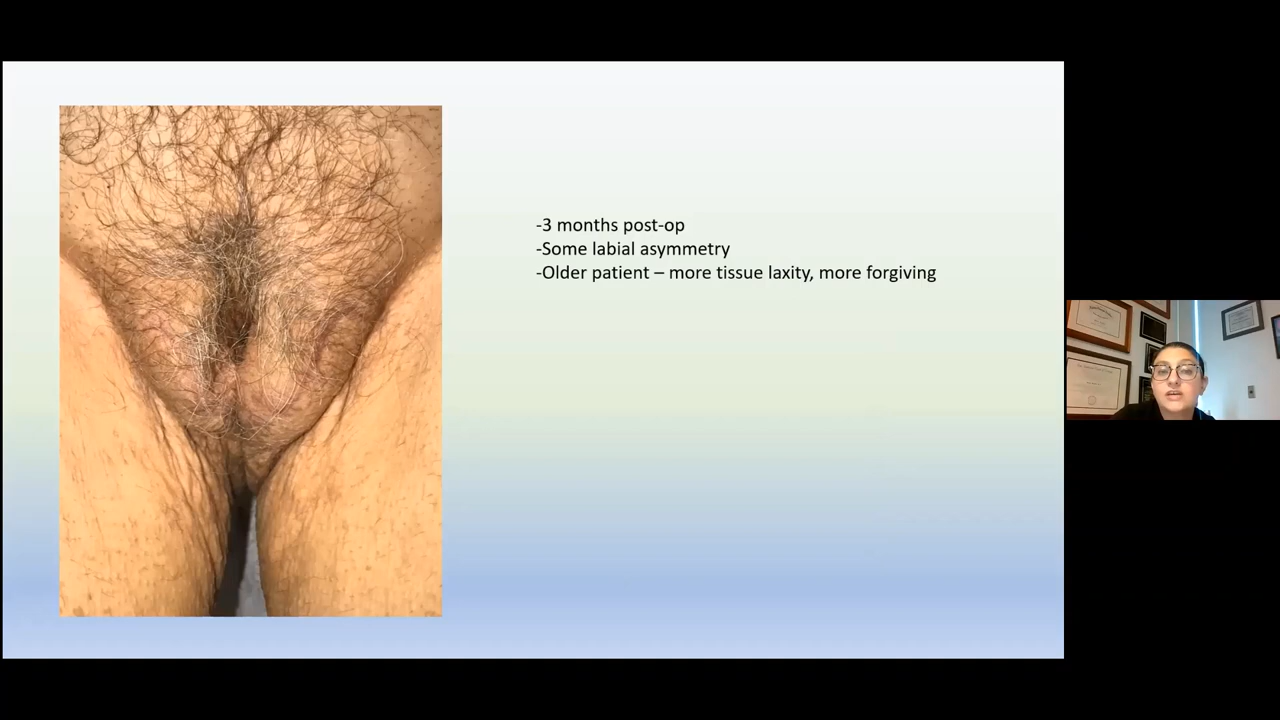 -3 months post-op
-Some labial asymmetry
-Older patient – more tissue laxity, more forgiving